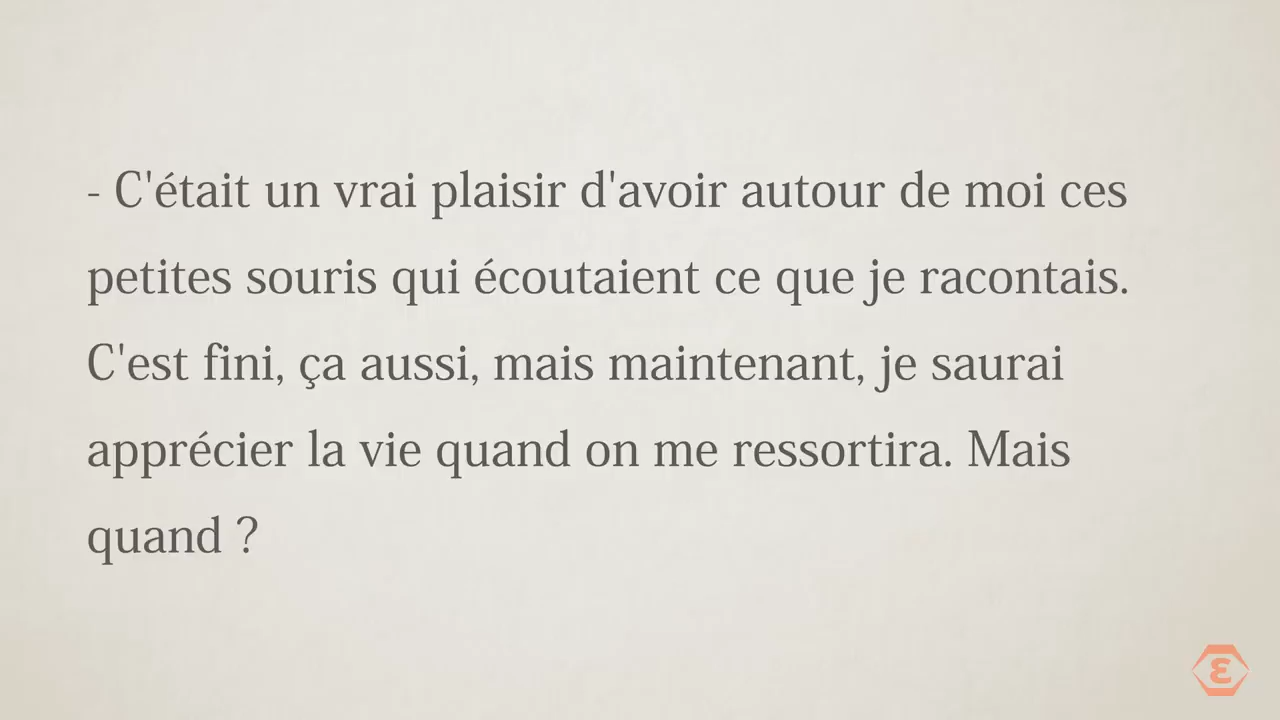 - C'était un vrai plaisir d'avoir autour de moi ces
petites souris qui écoutaient ce que je racontais.
C'est fini, ça aussi, mais maintenant, je saurai
apprécier la vie quand on me ressortira. Mais
quand ?
ε